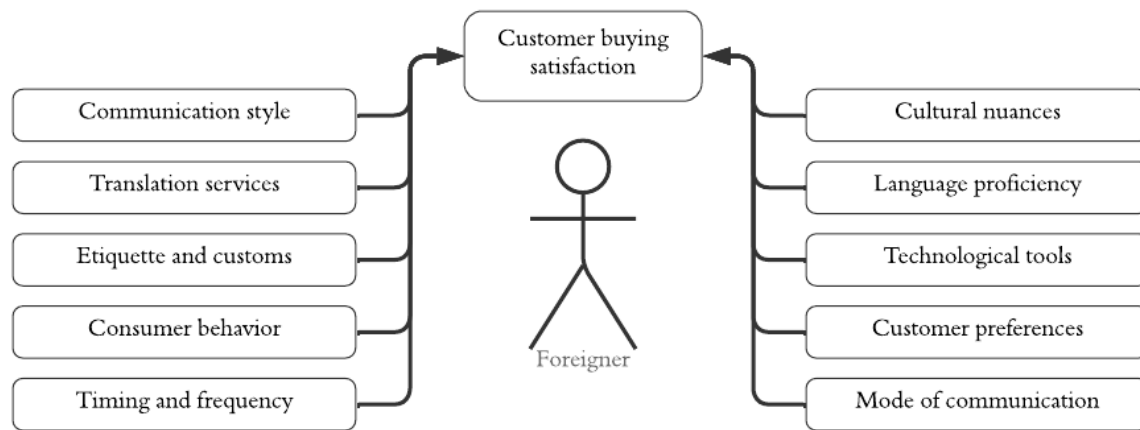 Customer buying
satisfaction
Communication style
Translation services
Etiquette and customs
Consumer behavior
Timing and frequency
Foreigner
Cultural nuances
Language proficiency
Technological tools
Customer preferences
Mode of communication